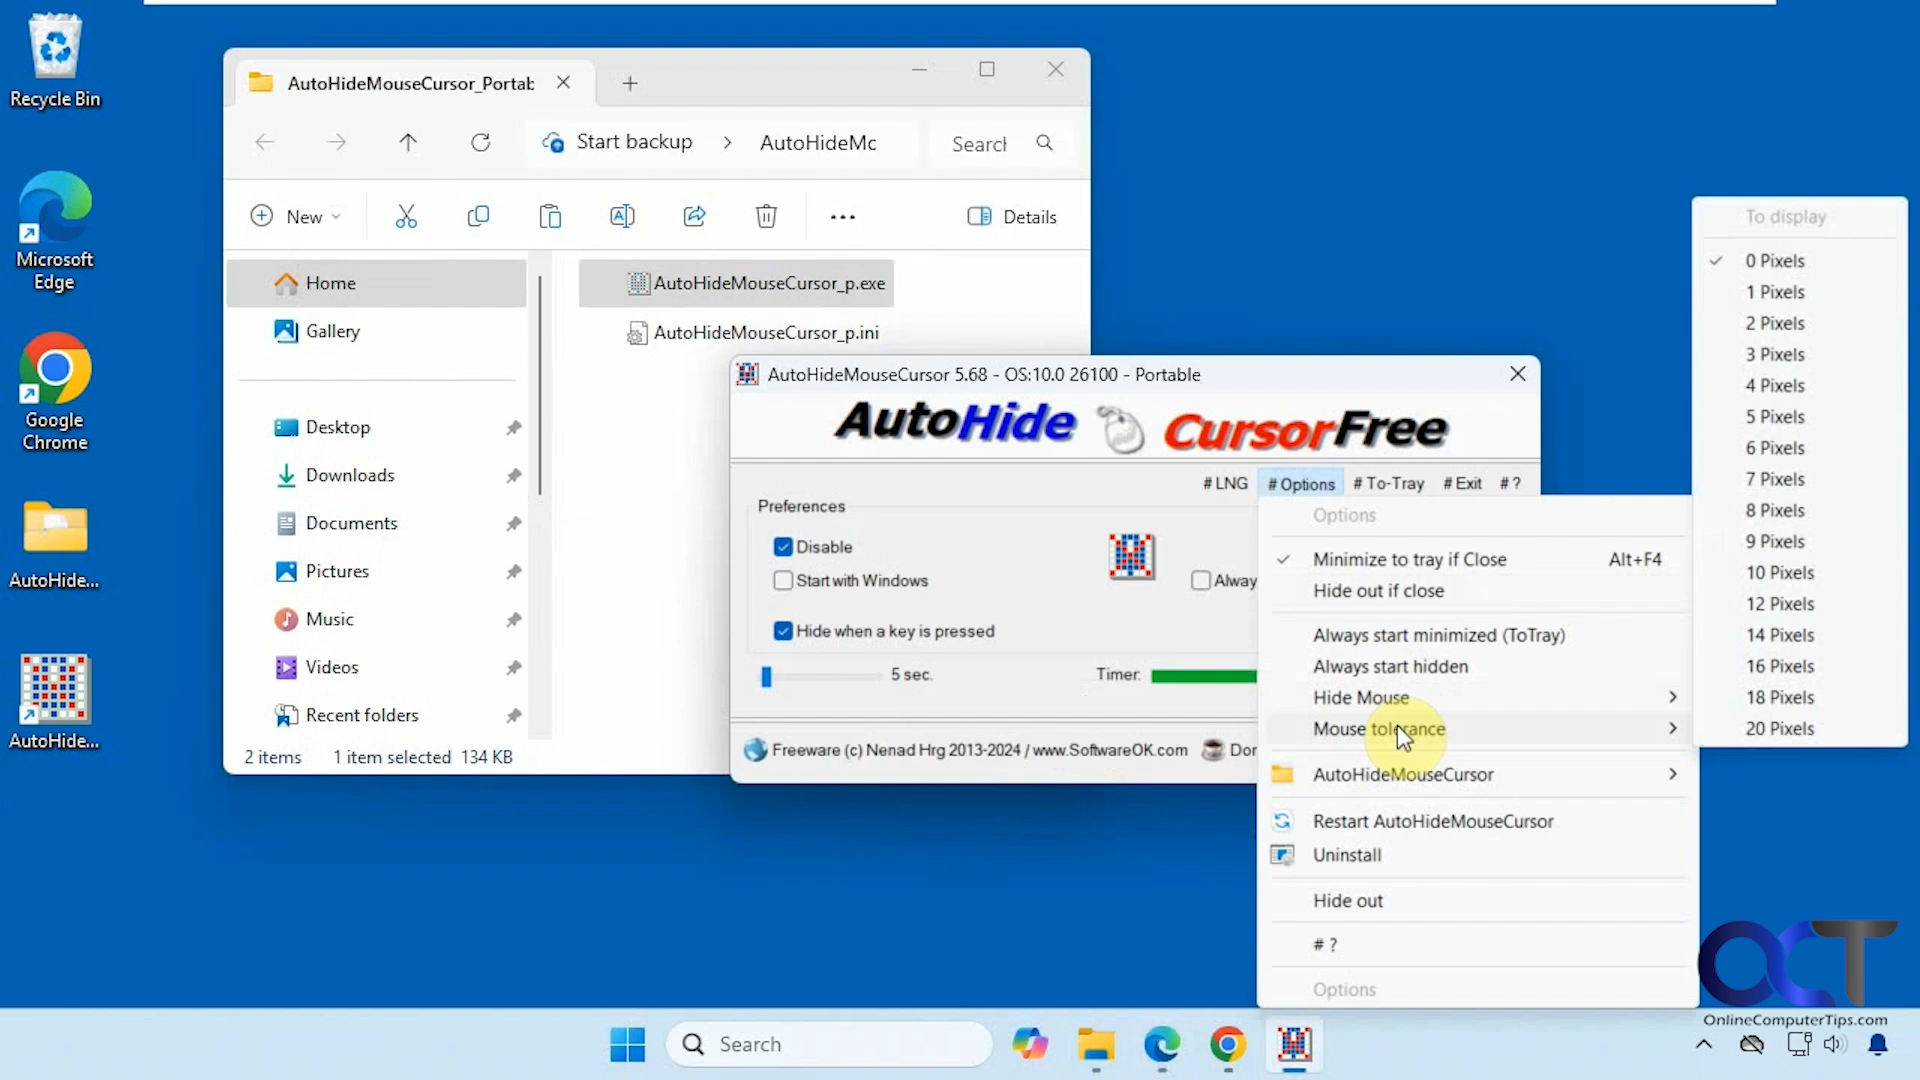 Recycle Bin
Microsoft
Edge
Google
Chrome
AutoHide...
AutoHide...
AutoHideMouseCursor_Portab
Start backup > AutoHideMc
Search
New
Details
Home
Gallery
Desktop
Downloads
Documents
Pictures
Music
Videos
Recent folders
AutoHideMouseCursor_p.exe
AutoHideMouseCursor_p.ini
2 items 1 item selected 134 KB
AutoHideMouseCursor 5.68 - OS:10.0 26100 - Portable
AutoHide CursorFree
# LNG # Options # To-Tray # Exit # ?
Preferences
Disable
Start with Windows
Alway
Hide when a key is pressed
5 sec.
Timer:
Freeware (c) Nenad Hrg 2013-2024 / www.SoftwareOK.com
Dor
Options
Minimize to tray if Close Alt+F4
Hide out if close
Always start minimized (ToTray)
Always start hidden
Hide Mouse
Mouse tolerance
AutoHideMouseCursor
Restart AutoHideMouseCursor
Uninstall
Hide out
# ?
Options
To display
0 Pixels
1 Pixels
2 Pixels
3 Pixels
4 Pixels
5 Pixels
6 Pixels
7 Pixels
8 Pixels
9 Pixels
10 Pixels
12 Pixels
14 Pixels
16 Pixels
18 Pixels
20 Pixels
OCT
OnlineComputerTips.com
Search